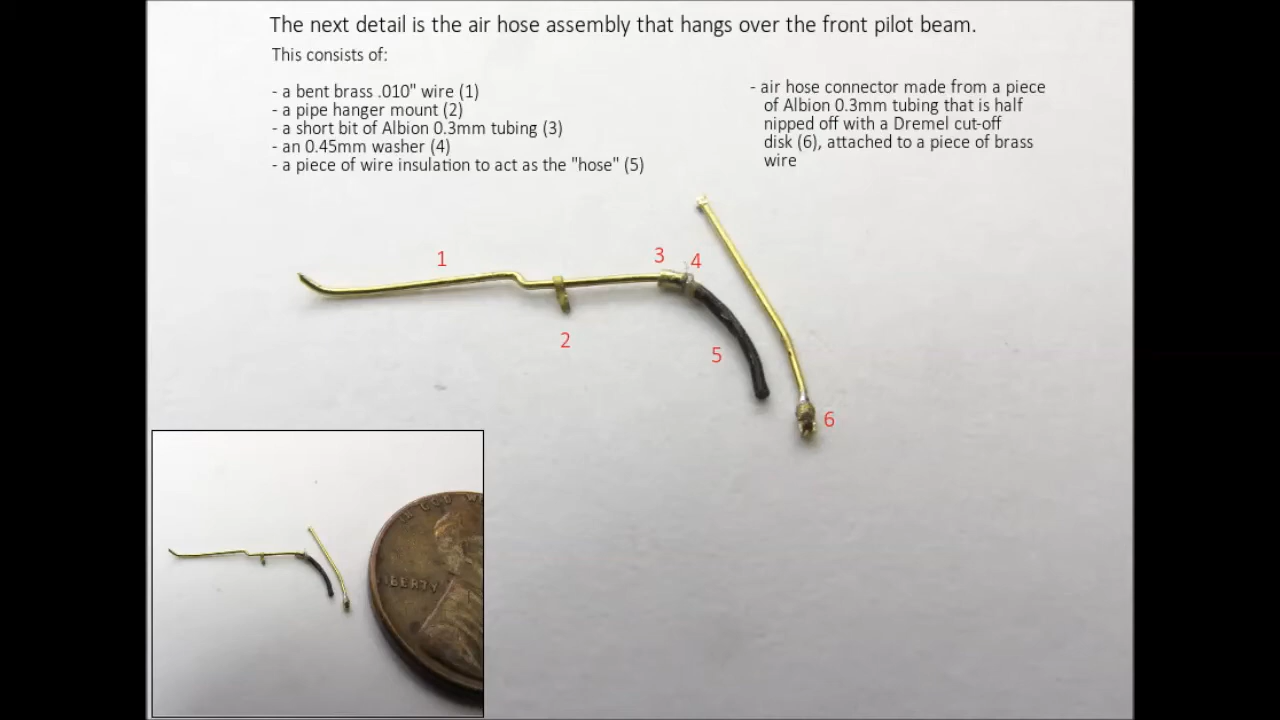 The next detail is the air hose assembly that hangs over the front pilot beam.
This consists of:
- a bent brass .010" wire (1)
- a pipe hanger mount (2)
- a short bit of Albion 0.3mm tubing (3)
- an 0.45mm washer (4)
- a piece of wire insulation to act as the "hose" (5)
- air hose connector made from a piece
of Albion 0.3mm tubing that is half
nipped off with a Dremel cut-off
disk (6), attached to a piece of brass
wire
1
2
3
4
5
6
LIBERTY